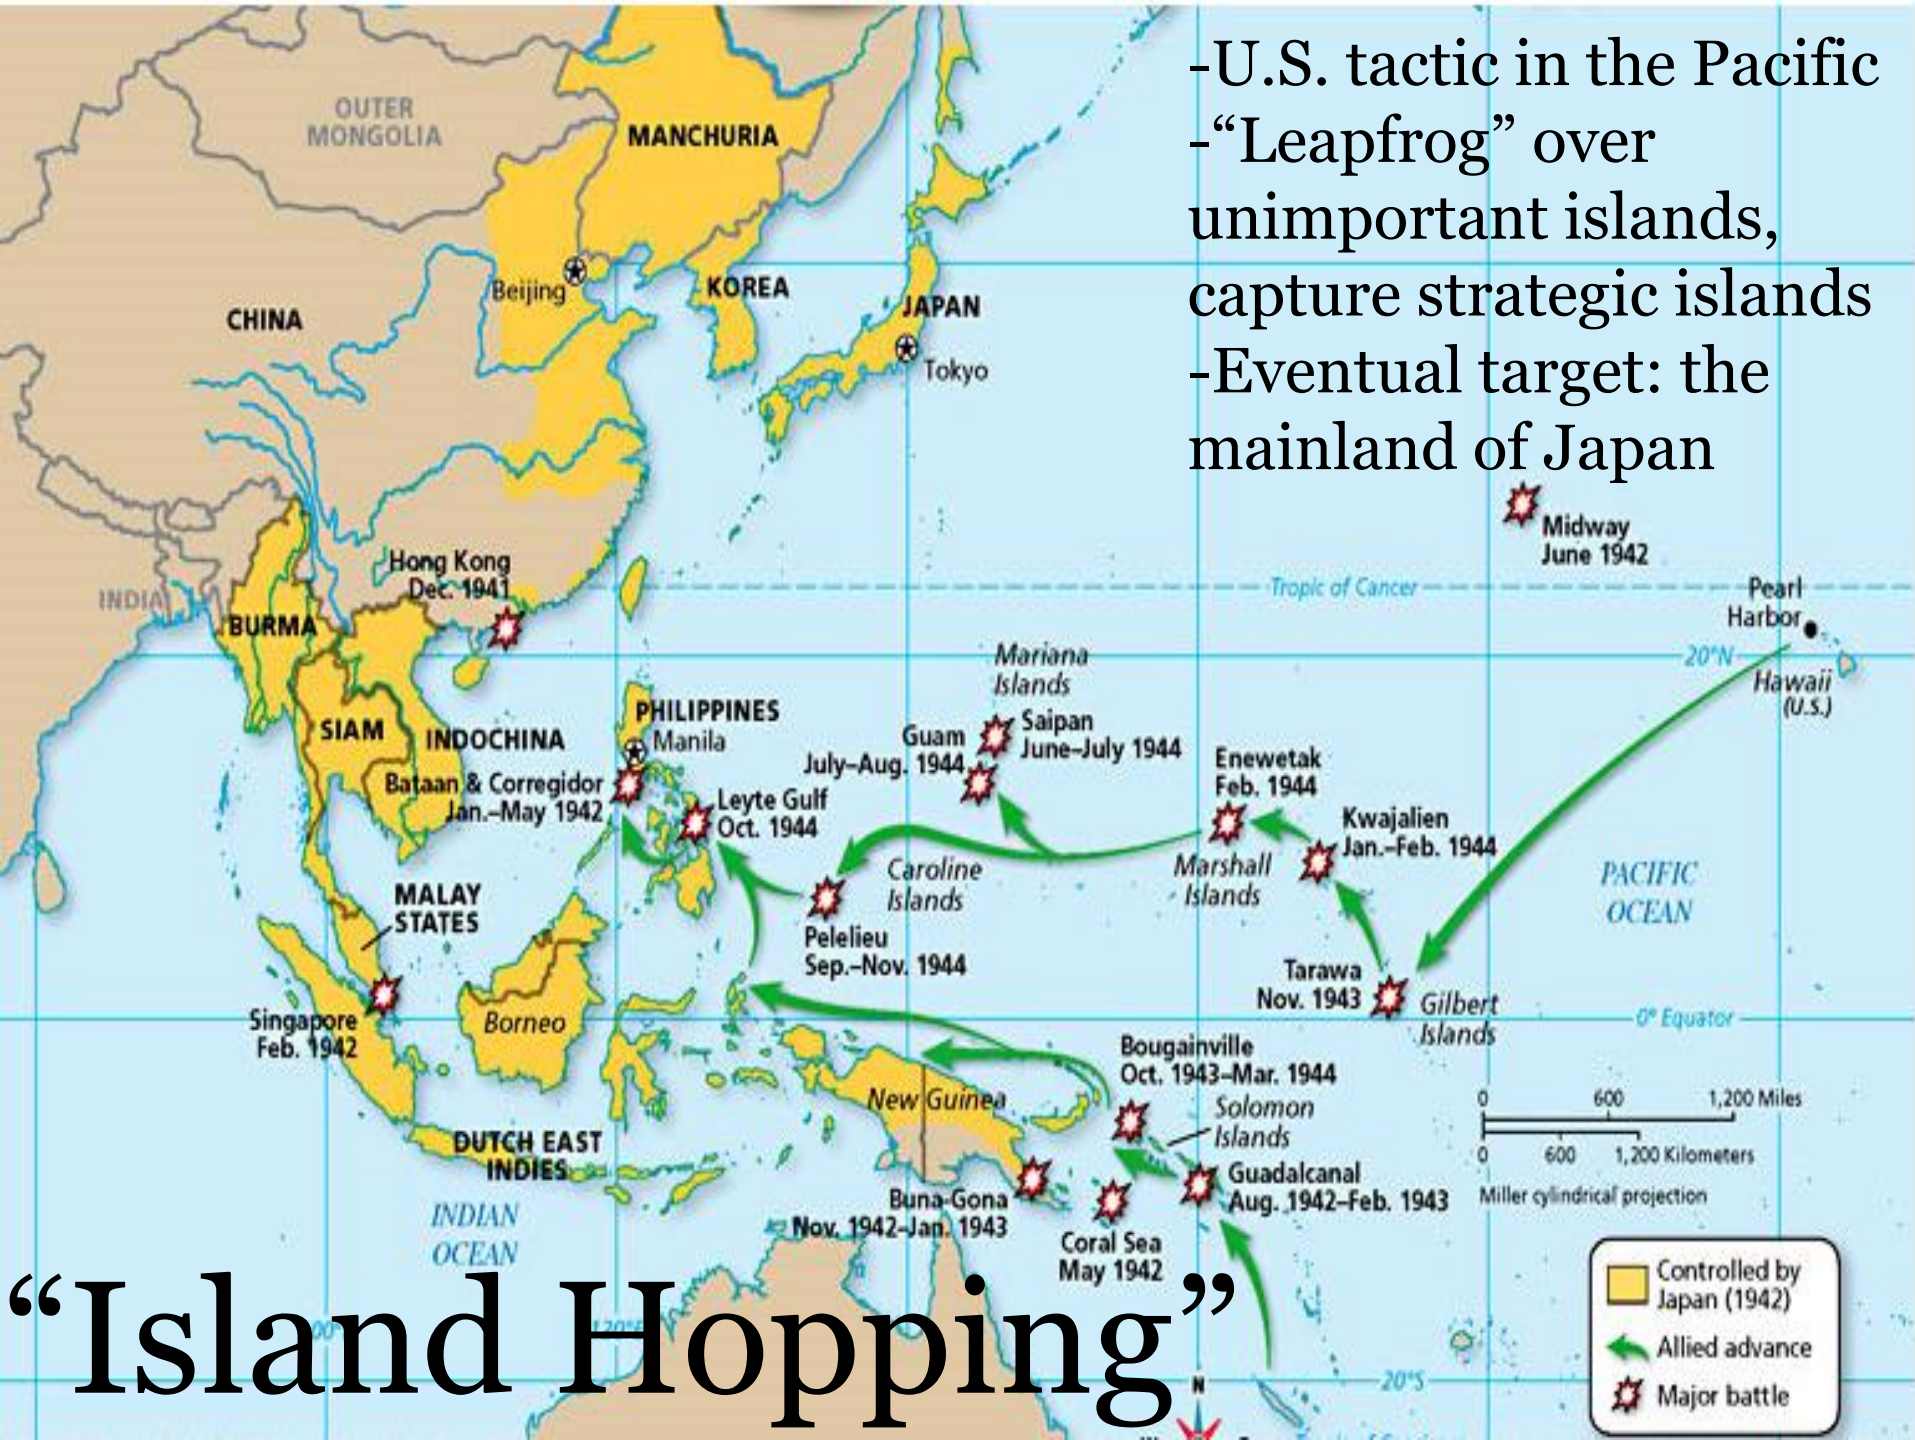 -U.S. tactic in the Pacific
-“Leapfrog” over
unimportant islands,
capture strategic islands
-Eventual target: the
mainland of Japan
OUTER
MONGOLIA
MANCHURIA
Beijing
KOREA
JAPAN
CHINA
Tokyo
Midway
June 1942
Hong Kong
Dec. 1941
INDIA
BURMA
Tropic of Cancer
Pearl
Harbor
20°N
Hawaii
(U.S.)
Mariana
Islands
PHILIPPINES
Manila
Guam
July–Aug. 1944
Saipan
June–July 1944
SIAM
INDOCHINA
Bataan & Corregidor
Jan.–May 1942
Leyte Gulf
Oct. 1944
Enewetak
Feb. 1944
Kwajalien
Jan.–Feb. 1944
Caroline
Islands
Marshall
Islands
PACIFIC
OCEAN
MALAY
STATES
Pelelieu
Sep.–Nov. 1944
Tarawa
Nov. 1943
Gilbert
Islands
Singapore
Feb. 1942
Borneo
0° Equator
Bougainville
Oct. 1943–Mar. 1944
New Guinea
Solomon
Islands
0 600 1,200 Miles
0 600 1,200 Kilometers
Miller cylindrical projection
DUTCH EAST
INDIES
Buna-Gona
Nov. 1942–Jan. 1943
Guadalcanal
Aug. 1942–Feb. 1943
Coral Sea
May 1942
INDIAN
OCEAN
“Island Hopping”
120°E
20°S
N
Controlled by
Japan (1942)
Allied advance
Major battle